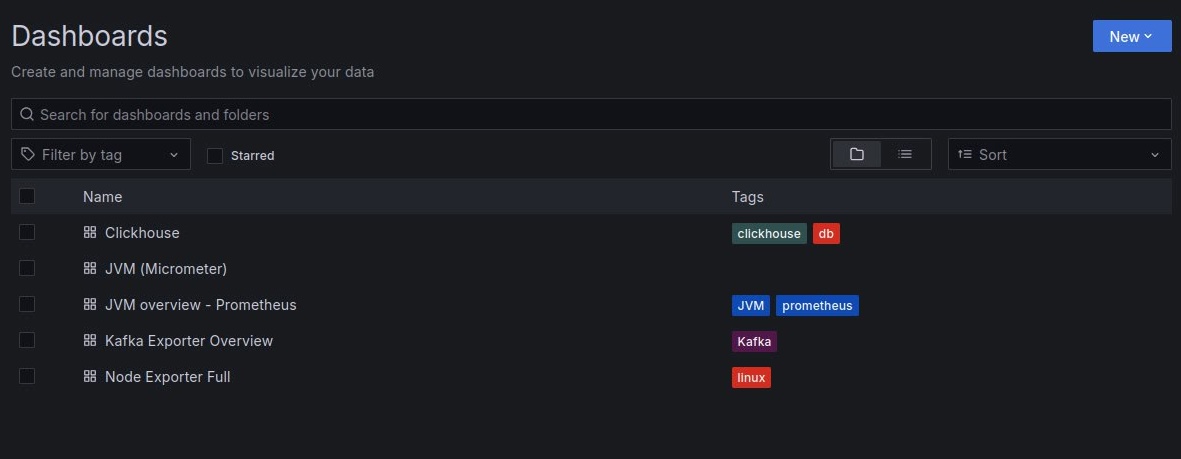 Dashboards
New
Create and manage dashboards to visualize your data
Search for dashboards and folders
Filter by tag
Starred
Sort
Name Tags
Clickhouse clickhouse db
JVM (Micrometer)
JVM overview - Prometheus JVM prometheus
Kafka Exporter Overview Kafka
Node Exporter Full linux